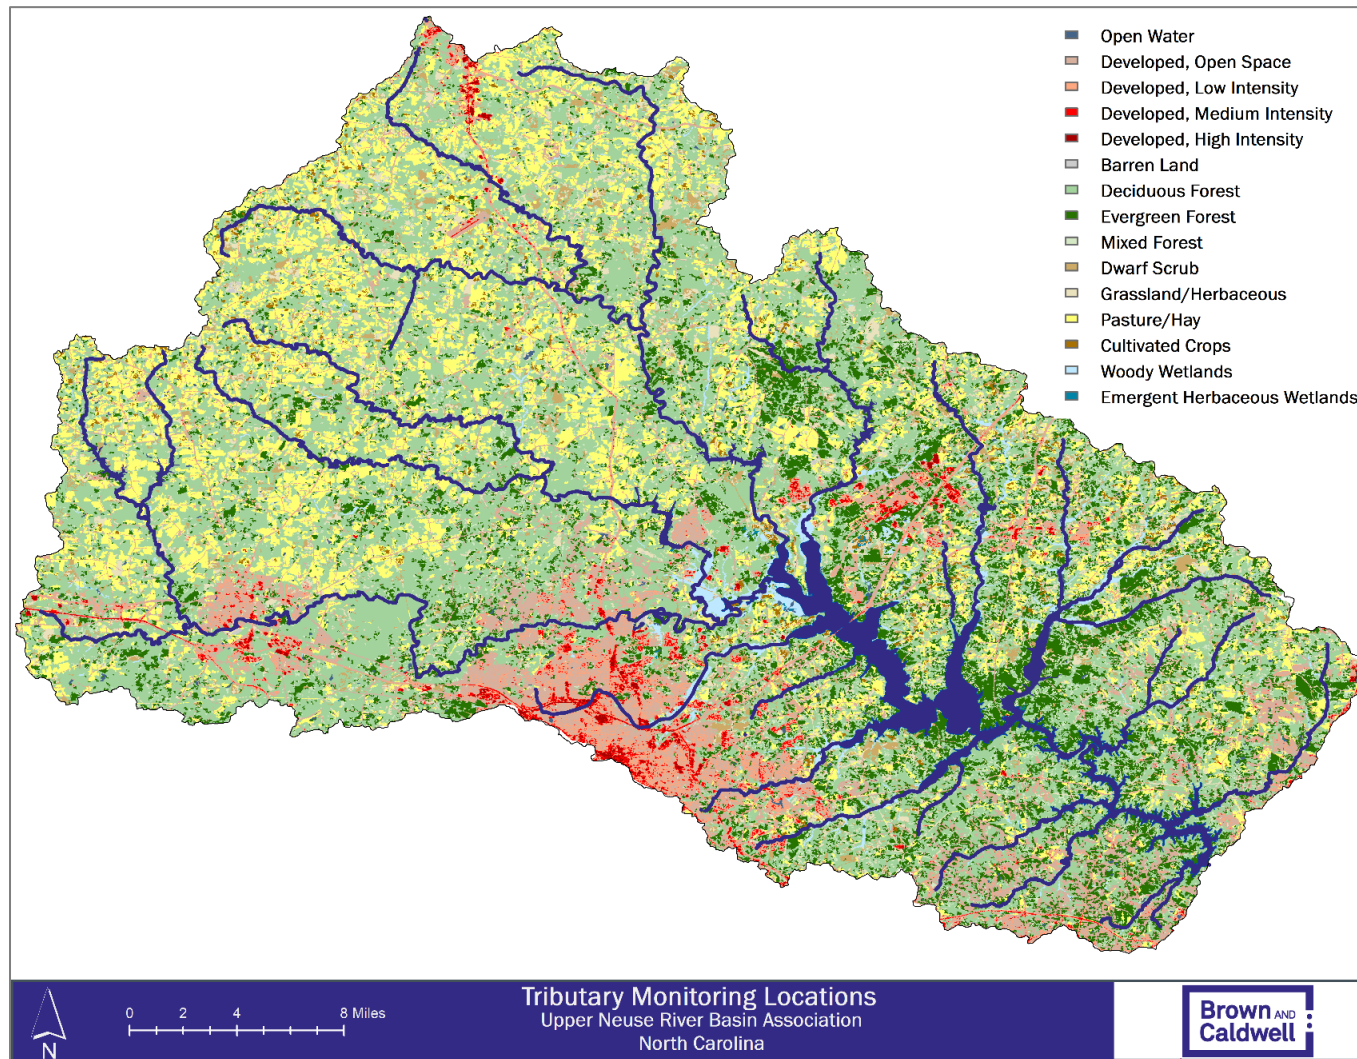 Open Water
Developed, Open Space
Developed, Low Intensity
Developed, Medium Intensity
Developed, High Intensity
Barren Land
Deciduous Forest
Evergreen Forest
Mixed Forest
Dwarf Scrub
Grassland/Herbaceous
Pasture/Hay
Cultivated Crops
Woody Wetlands
Emergent Herbaceous Wetlands
N
0 2 4 8 Miles
Tributary Monitoring Locations
Upper Neuse River Basin Association
North Carolina
Brown AND
Caldwell